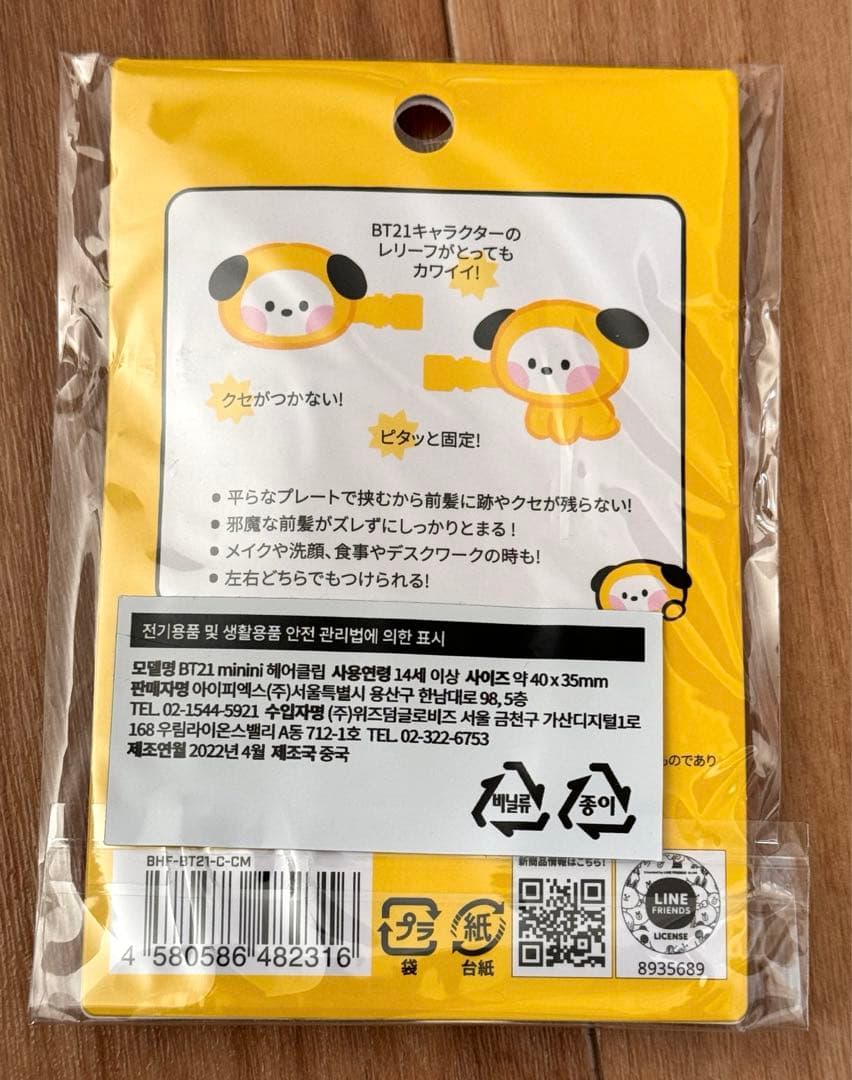 BT21キャラクターの
レリーフがとっても
カワイイ!
クセがつかない!
ピタッと固定!
● 平らなプレートで挟むから前髪に跡やクセが残らない!
● 邪魔な前髪がズレずにしっかりとまる!
● メイクや洗顔、食事やデスクワークの時も!
● 左右どちらでもつけられる!
전기용품 및 생활용품 안전 관리법에 의한 표시
모델명 BT21 minini 헤어클립 사용연령 14세 이상 사이즈 약 40 x 35mm
판매자명 아이피엑스(주)서울특별시 용산구 한남대로 98, 5층
TEL. 02-1544-5921 수입자명 (주)위즈덤글로비즈 서울 금천구 가산디지털1로
168 우림라이온스밸리 A동 712-1호 TEL. 02-322-6753
제조연월 2022년 4월 제조국 중국
비닐류 종이
ものであり
BHF-BT21-C-CM
4 580586 482316
プラ
袋
紙
台紙
新商品情報はこちら!
LINE
FRIENDS
LICENSE
8935689